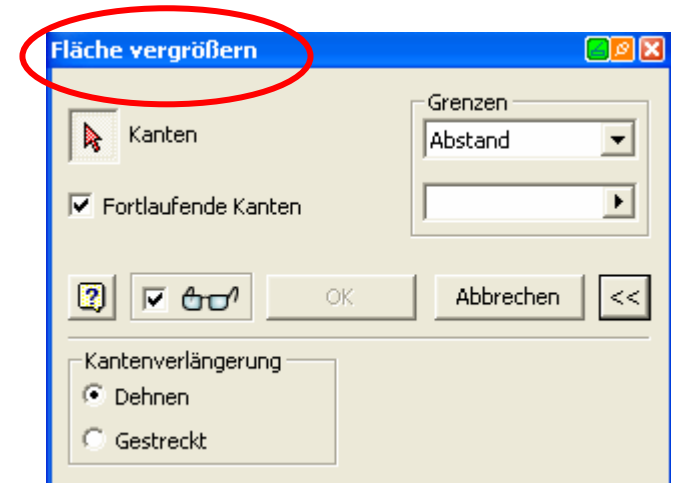 Fläche vergrößern
Kanten
Grenzen
Abstand
Fortlaufende Kanten
OK
Abbrechen
<<
Kantenverlängerung
Dehnen
Gestreckt